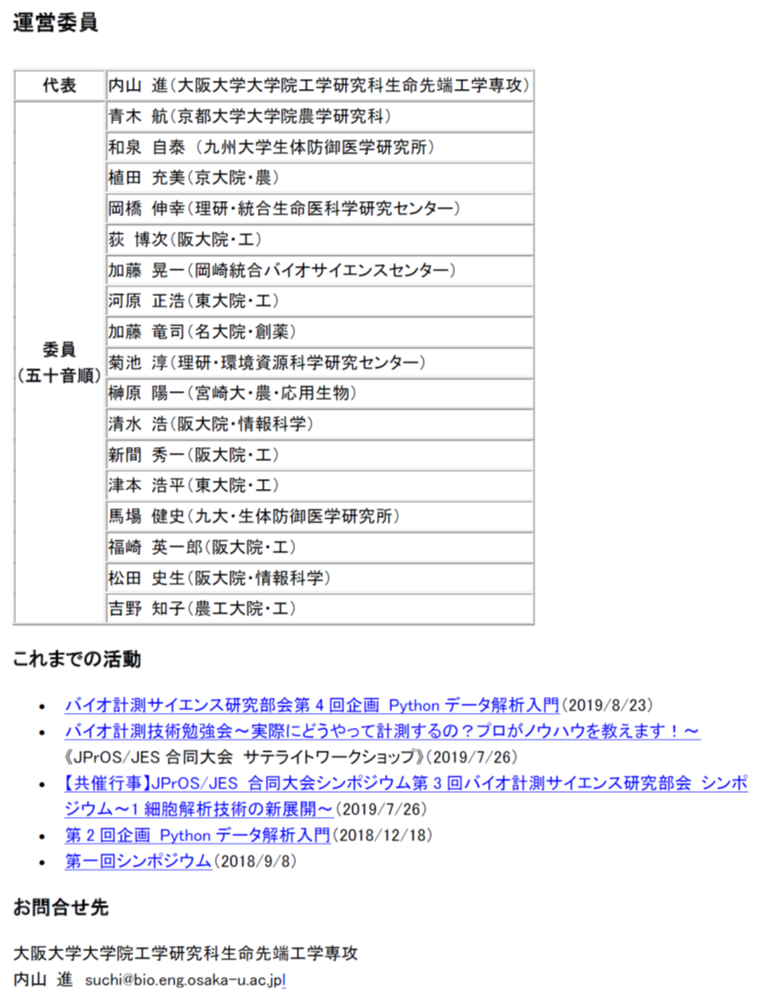 運営委員
代表 内山 進(大阪大学大学院工学研究科生命先端工学専攻)
委員
(五十音順)
青木 航(京都大学大学院農学研究科)
和泉 自泰 (九州大学生体防御医学研究所)
植田 充美(京大院・農)
岡橋 伸幸(理研・統合生命医科学研究センター)
荻 博次(阪大院・工)
加藤 晃一(岡崎統合バイオサイエンスセンター)
河原 正浩(東大院・工)
加藤 竜司(名大院・創薬)
菊池 淳(理研・環境資源科学研究センター)
榊原 陽一(宮崎大・農・応用生物)
清水 浩(阪大院・情報科学)
新間 秀一(阪大院・工)
津本 浩平(東大院・工)
馬場 健史(九大・生体防御医学研究所)
福崎 英一郎(阪大院・工)
松田 史生(阪大院・情報科学)
吉野 知子(農工大院・工)
これまでの活動
• バイオ計測サイエンス研究部会第 4 回企画 Python データ解析入門(2019/8/23)
• バイオ計測技術勉強会～実際にどうやって計測するの?プロがノウハウを教えます!～
《JPrOS/JES 合同大会 サテライトワークショップ》(2019/7/26)
• 【共催行事】JPrOS/JES 合同大会シンポジウム第 3 回バイオ計測サイエンス研究部会 シンポ
ジウム～1 細胞解析技術の新展開～(2019/7/26)
• 第 2 回企画 Python データ解析入門(2018/12/18)
• 第一回シンポジウム(2018/9/8)
お問合せ先
大阪大学大学院工学研究科生命先端工学専攻
内山 進 suchi@bio.eng.osaka-u.ac.jpl